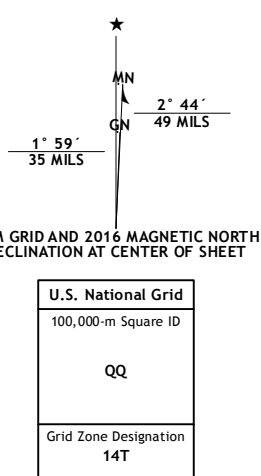 ★
MN
2° 44´
GN
49 MILS
1° 59´
35 MILS
GRID AND 2016 MAGNETIC NORTH
AT CENTER OF SHEET
U.S. National Grid
100,000-m Square ID
QQ
Grid Zone Designation
14T